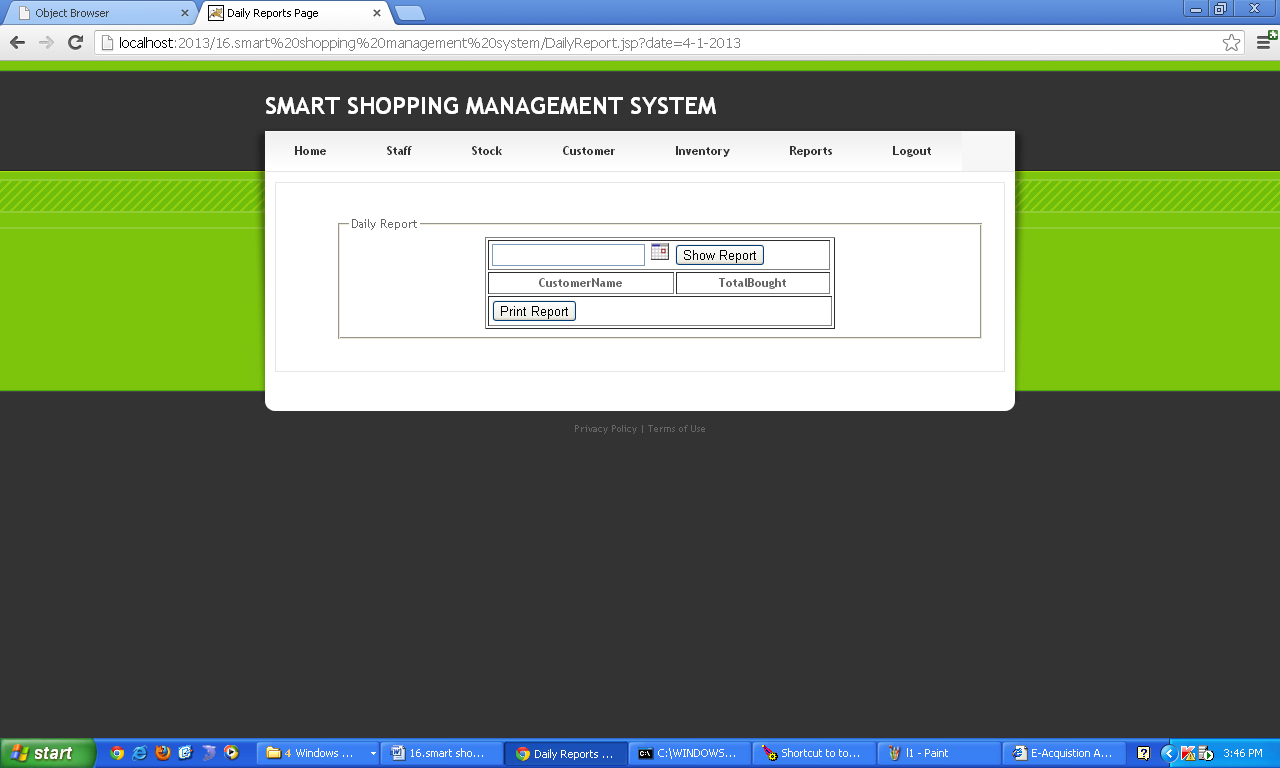 Object Browser
Daily Reports Page
localhost:2013/16.smart%20shopping%20management%20system/DailyReport.jsp?date=4-1-2013
SMART SHOPPING MANAGEMENT SYSTEM
Home Staff Stock Customer Inventory Reports Logout
Daily Report
Show Report
CustomerName TotalBought
Print Report
Privacy Policy | Terms of Use
start 4 Windows ... 16.smart sho... Daily Reports ... C:\WINDOWS... Shortcut to to... l1 - Paint E-Acquistion A... 3:46 PM